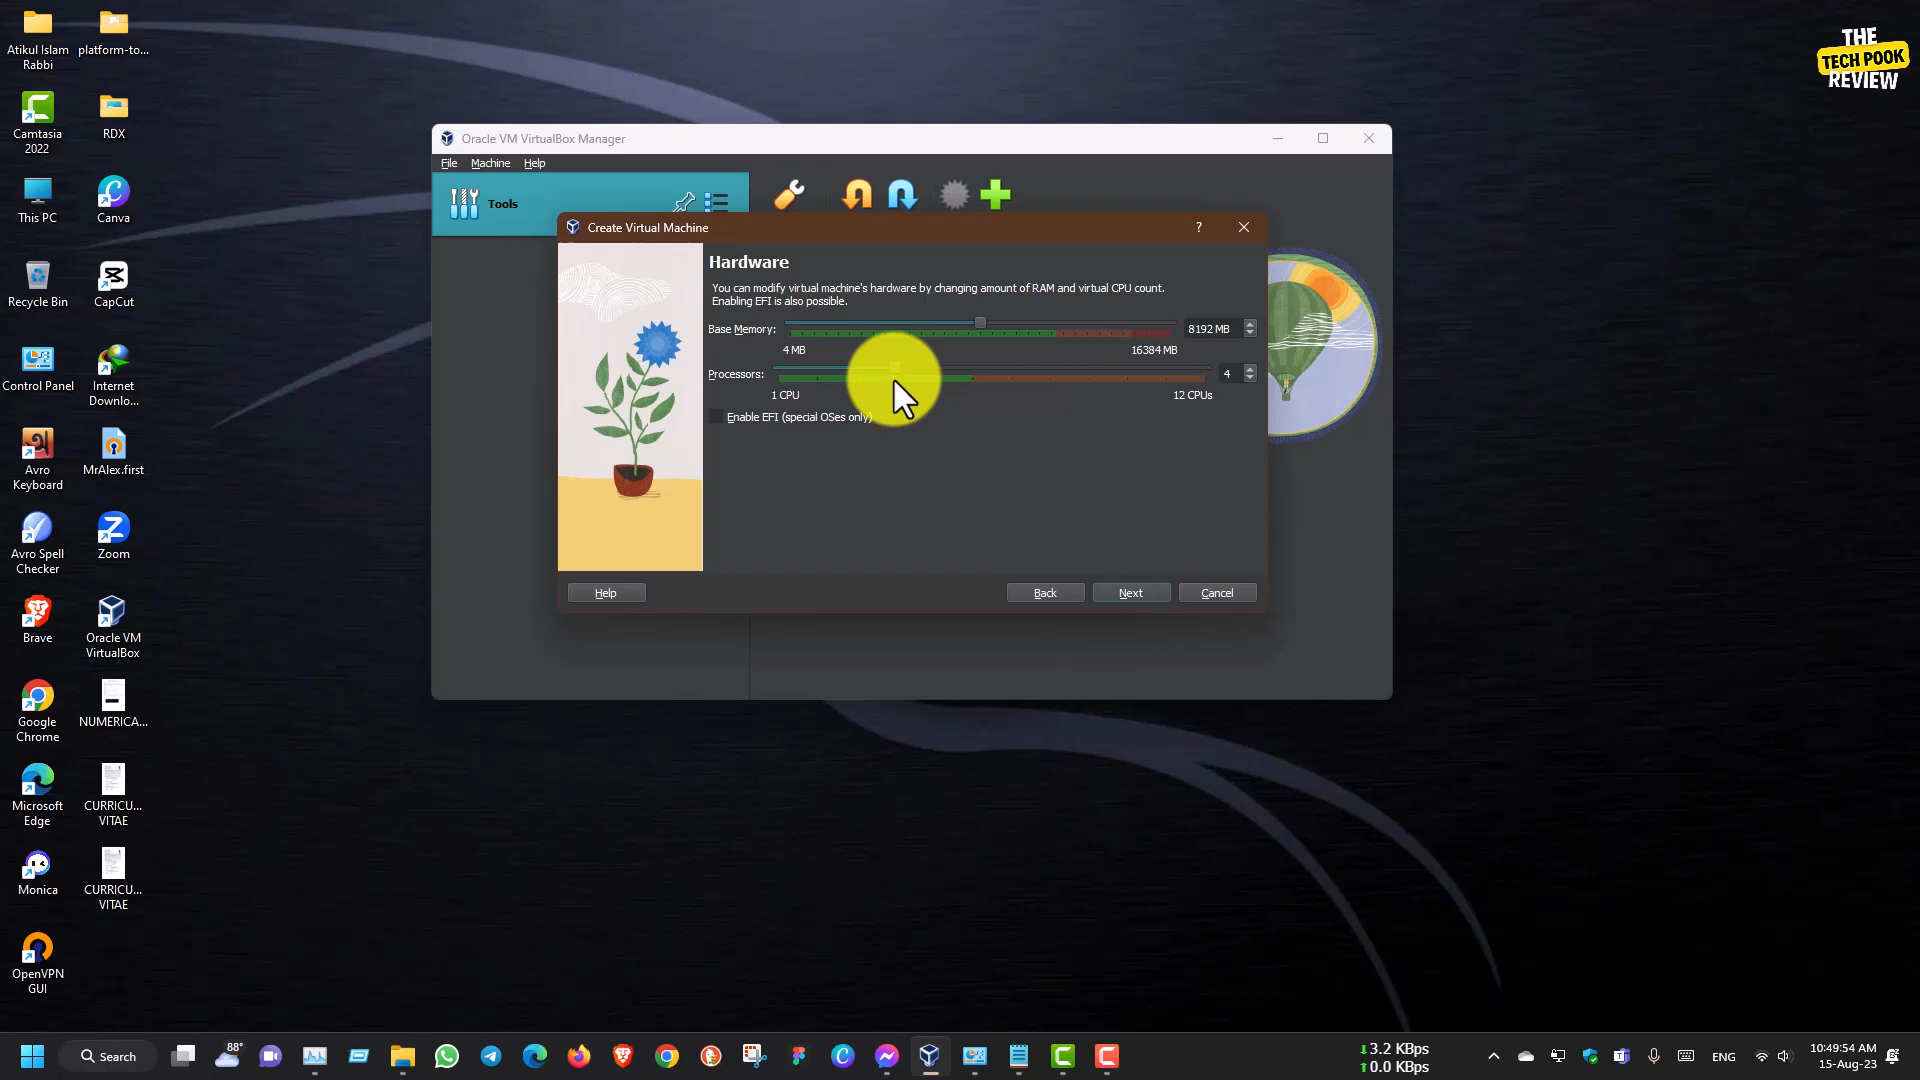 Atikul Islam
Rabbi
platform-to...
Camtasia
2022
RDX
This PC
Canva
Recycle Bin
CapCut
Control Panel
Internet
Downlo...
Avro
Keyboard
MrAlex.first
Avro Spell
Checker
Zoom
Brave
Oracle VM
VirtualBox
Google
Chrome
NUMERICA...
Microsoft
Edge
CURRICU...
VITAE
Monica
CURRICU...
VITAE
OpenVPN
GUI
THE
TECH POOK
REVIEW
Oracle VM VirtualBox Manager
File Machine Help
Tools
Create Virtual Machine
?
Hardware
You can modify virtual machine's hardware by changing amount of RAM and virtual CPU count.
Enabling EFI is also possible.
Base Memory: 8192 MB
4 MB 16384 MB
Processors: 4
1 CPU 12 CPUs
Enable EFI (special OSes only)
Help Back Next Cancel
Search
88°
3.2 KBps
0.0 KBps
ENG
10:49:54 AM
15-Aug-23